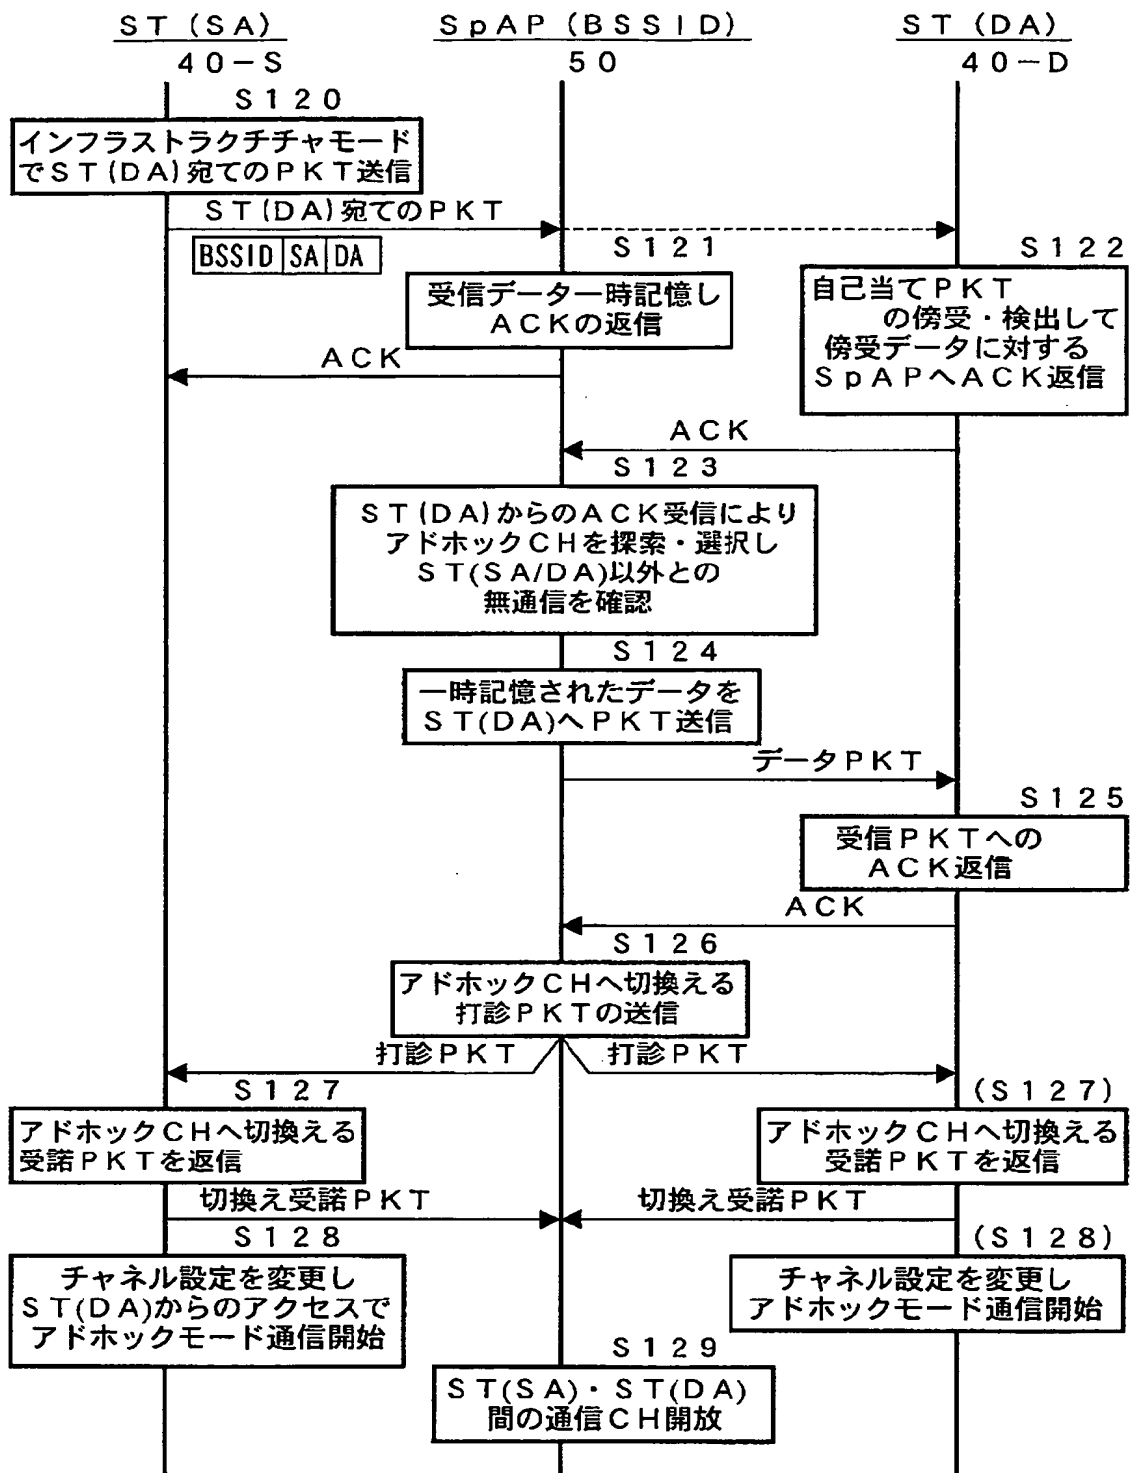 ST(SA)
40-S
SpAP(BSSID)
50
ST(DA)
40-D
S120
インフラストラクチチャモード
でST(DA)宛てのPKT送信
ST(DA)宛てのPKT
BSSID SA DA
S121
受信データ一時記憶し
ACKの返信
S122
自己当てPKT
の傍受・検出して
傍受データに対する
SpAPへACK返信
ACK
ACK
S123
ST(DA)からのACK受信により
アドホックCHを探索・選択し
ST(SA/DA)以外との
無通信を確認
S124
一時記憶されたデータを
ST(DA)へPKT送信
データPKT
S125
受信PKTへの
ACK返信
ACK
S126
アドホックCHへ切換える
打診PKTの送信
打診PKT
打診PKT
S127
アドホックCHへ切換える
受諾PKTを返信
(S127)
アドホックCHへ切換える
受諾PKTを返信
切換え受諾PKT
切換え受諾PKT
S128
チャネル設定を変更し
ST(DA)からのアクセスで
アドホックモード通信開始
(S128)
チャネル設定を変更し
アドホックモード通信開始
S129
ST(SA)・ST(DA)
間の通信CH開放